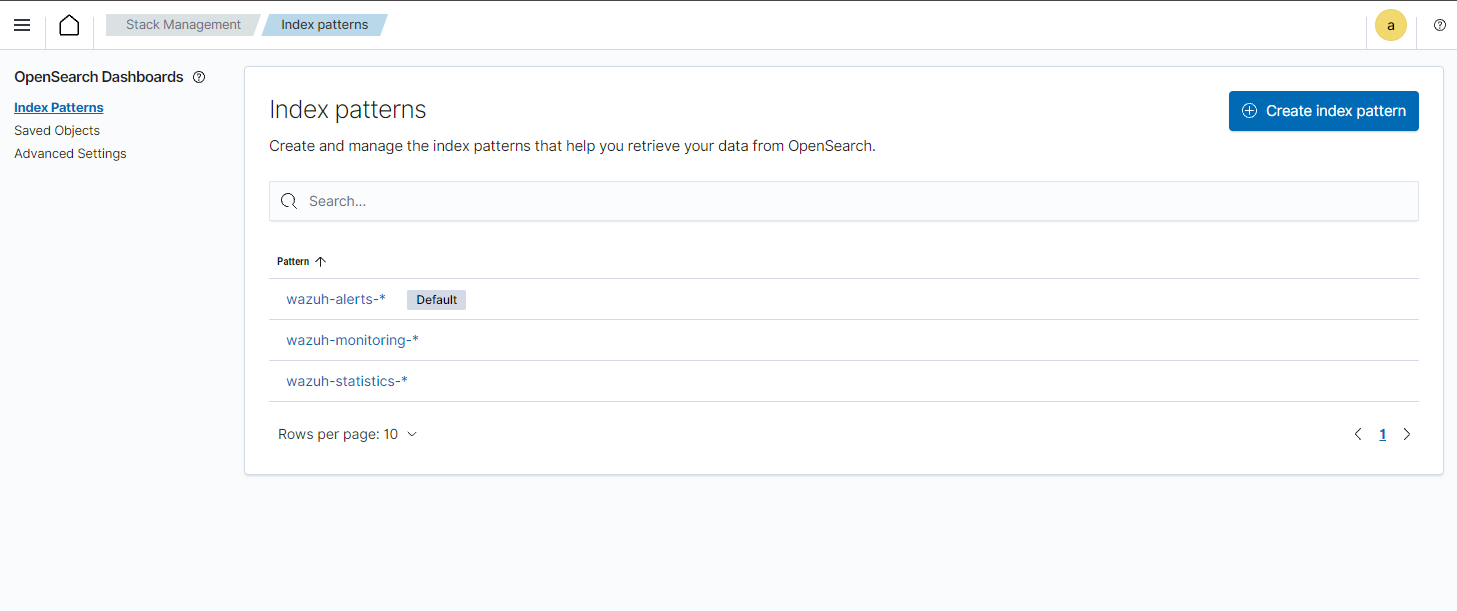 Stack Management Index patterns a
OpenSearch Dashboards
Index Patterns
Saved Objects
Advanced Settings
Index patterns
Create index pattern
Create and manage the index patterns that help you retrieve your data from OpenSearch.
Search...
Pattern
wazuh-alerts-* Default
wazuh-monitoring-*
wazuh-statistics-*
Rows per page: 10 1